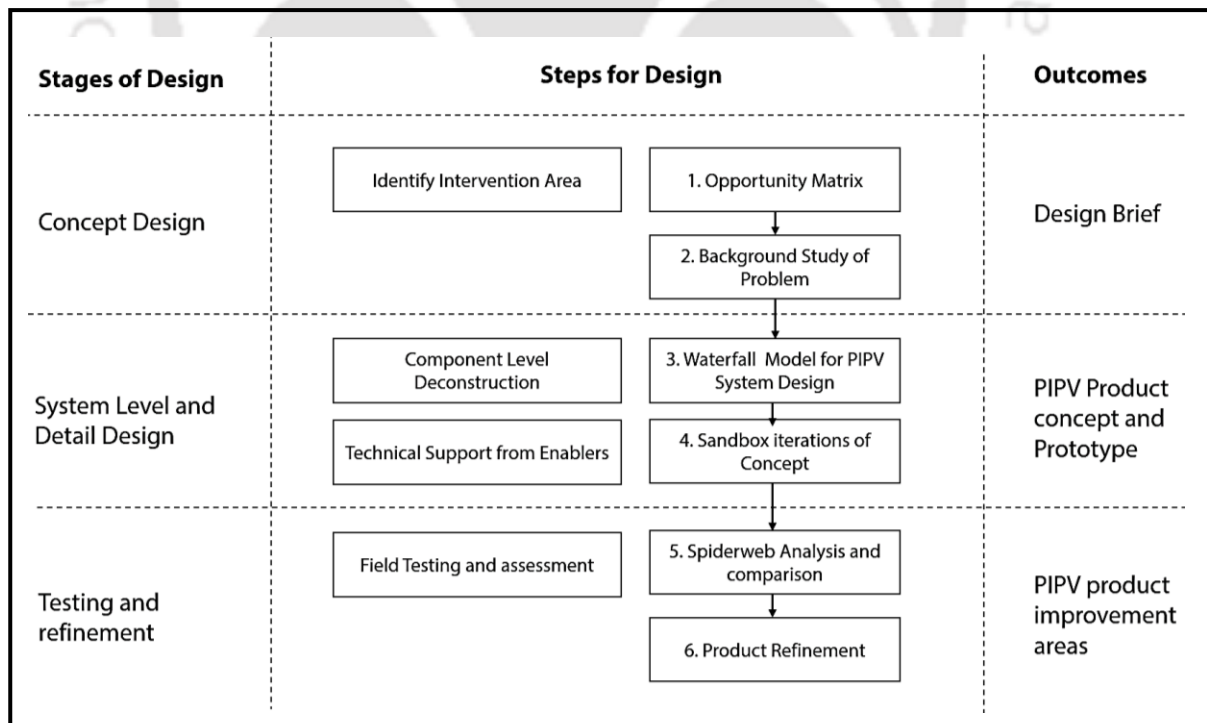 Stages of Design
Steps for Design
Outcomes
Concept Design
Identify Intervention Area
1. Opportunity Matrix
2. Background Study of
Problem
Design Brief
System Level and
Detail Design
Component Level
Deconstruction
Technical Support from Enablers
3. Waterfall Model for PIPV
System Design
4. Sandbox iterations of
Concept
PIPV Product
concept and
Prototype
Testing and
refinement
Field Testing and assessment
5. Spiderweb Analysis and
comparison
6. Product Refinement
PIPV product
improvement
areas